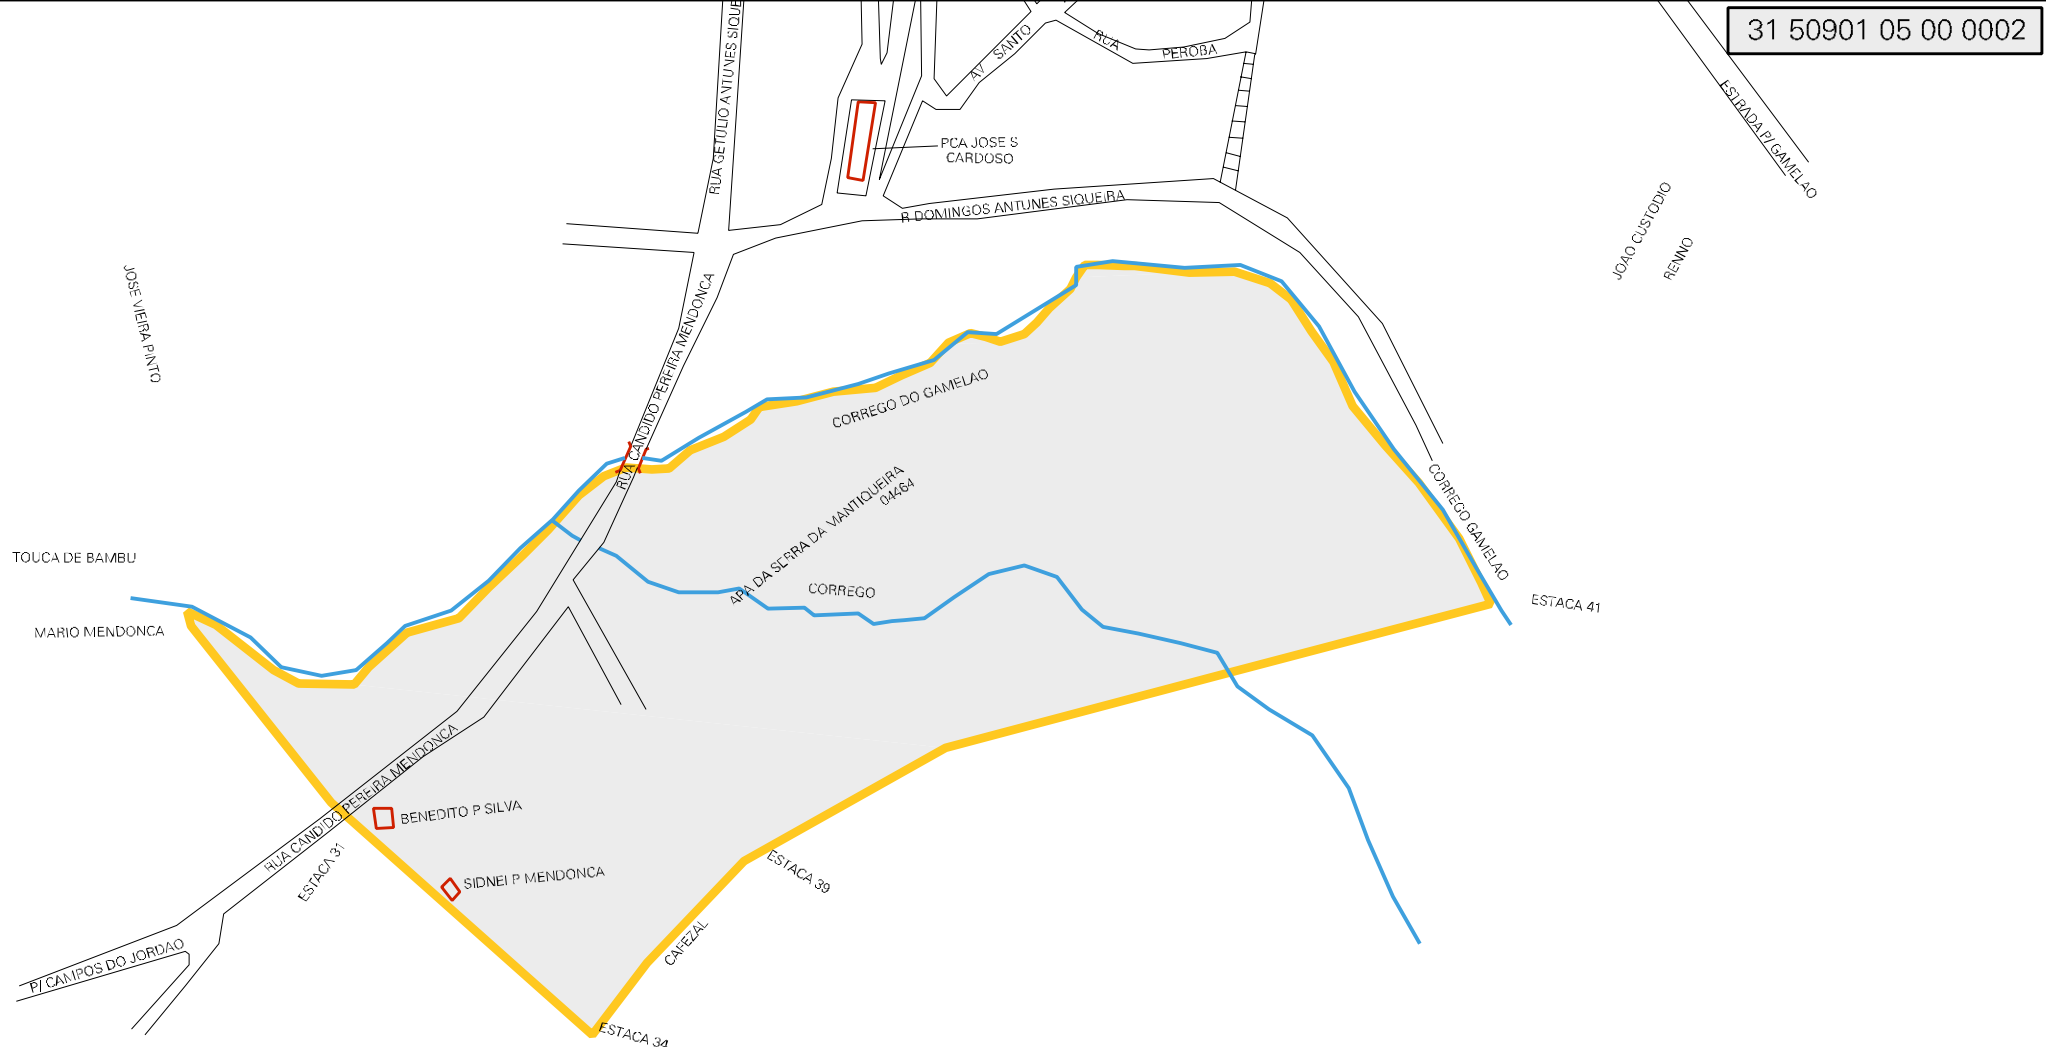 31 50901 05 00 0002
RUA GETULIO ANTUNES SIQUE
AV SANTO
RUA PEROBA
ESTRADA P/ GAMELAO
PCA JOSE S
CARDOSO
R DOMINGOS ANTUNES SIQUEIRA
JOAO CUSTODIO
RENNO
JOSE VIEIRA PINTO
RUA CANDIDO PEREIRA MENDONCA
CORREGO DO GAMELAO
APA DA SERRA DA MANTIQUEIRA
04464
CORREGO GAMELAO
TOUCA DE BAMBU
CORREGO
ESTACA 41
MARIO MENDONCA
RUA CANDIDO PEREIRA MENDONCA
BENEDITO P SILVA
ESTACA 31
SIDNEI P MENDONCA
ESTACA 39
CAFEZAL
P/ CAMPOS DO JORDAO
ESTACA 34